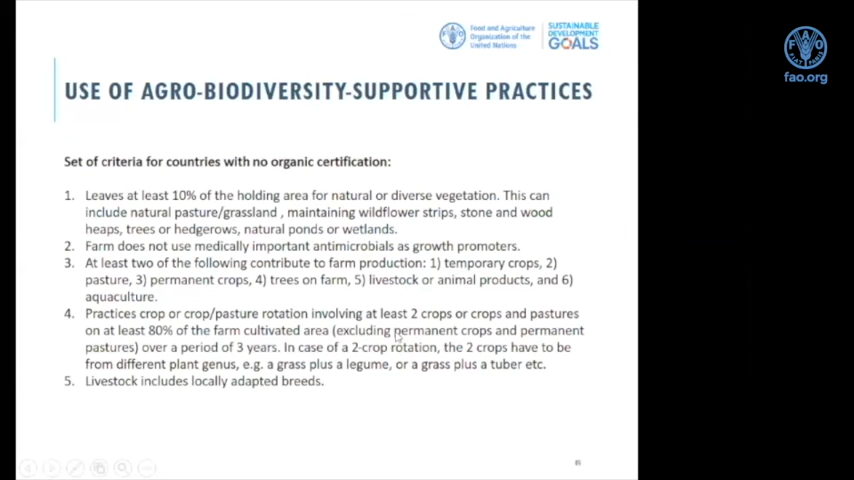 Food and Agriculture
Organization of the
United Nations
SUSTAINABLE
DEVELOPMENT
GOALS
FAO
FIAT PANIS
fao.org
USE OF AGRO-BIODIVERSITY-SUPPORTIVE PRACTICES
Set of criteria for countries with no organic certification:
1. Leaves at least 10% of the holding area for natural or diverse vegetation. This can
include natural pasture/grassland , maintaining wildflower strips, stone and wood
heaps, trees or hedgerows, natural ponds or wetlands.
2. Farm does not use medically important antimicrobials as growth promoters.
3. At least two of the following contribute to farm production: 1) temporary crops, 2)
pasture, 3) permanent crops, 4) trees on farm, 5) livestock or animal products, and 6)
aquaculture.
4. Practices crop or crop/pasture rotation involving at least 2 crops or crops and pastures
on at least 80% of the farm cultivated area (excluding permanent crops and permanent
pastures) over a period of 3 years. In case of a 2-crop rotation, the 2 crops have to be
from different plant genus, e.g. a grass plus a legume, or a grass plus a tuber etc.
5. Livestock includes locally adapted breeds.